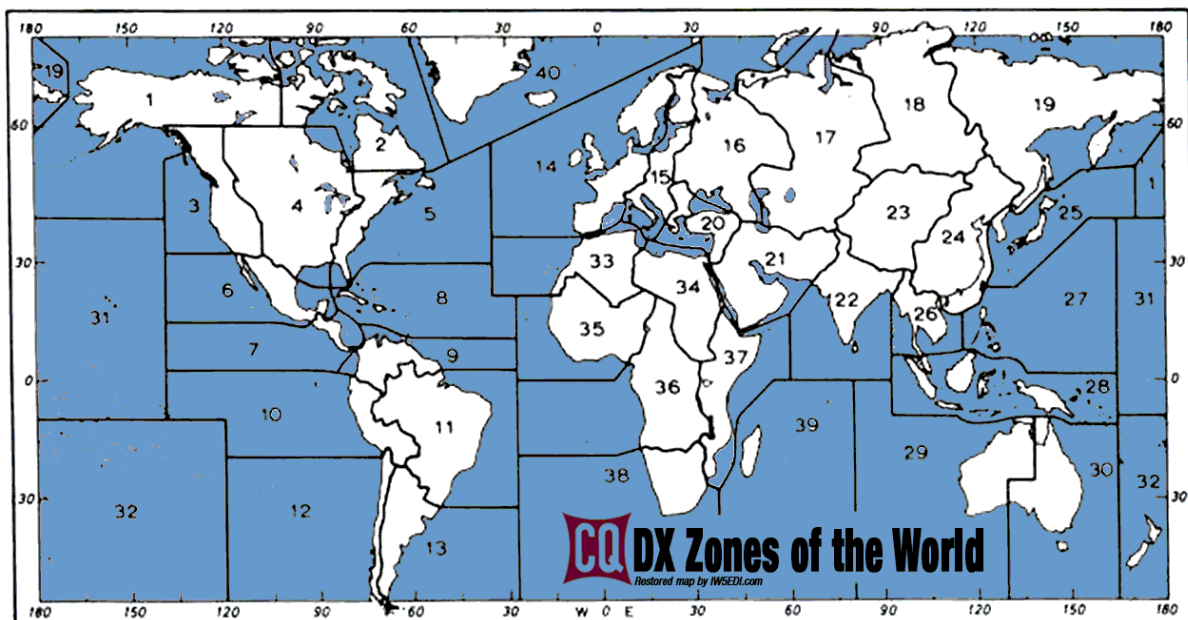 180 150 120 90 60 30 0 30 90 120 150 180
19 40
1 18 19
60 60
2 16 17
14
15
3 4 5 23 1
20 25
24
33 21
30 30
6 8 34 27 31
31 122 26
35
7 9 37
0 0
36 28
10 11
39
29 30
38
32 12 32
30 30
CQ DX Zones of the World
13
Restored map by IW5EDI.com
180 150 120 90 60 30 W 0 E 30 60 90 120 150 180